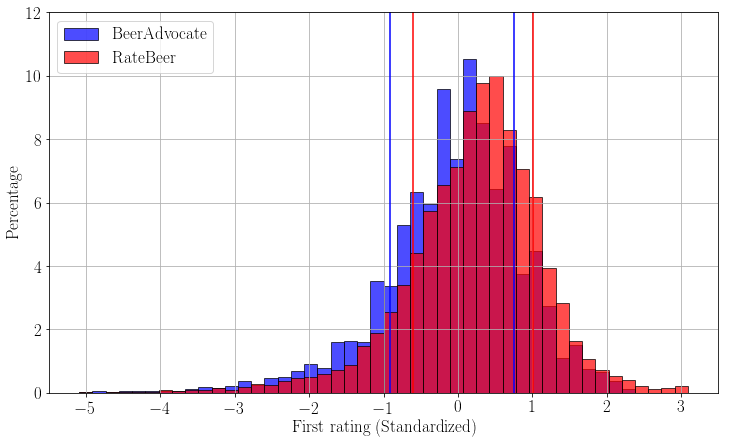 BeerAdvocate
RateBeer
12
10
8
6
4
2
0
Percentage
−5 −4 −3 −2 −1 0 1 2 3
First rating (Standardized)